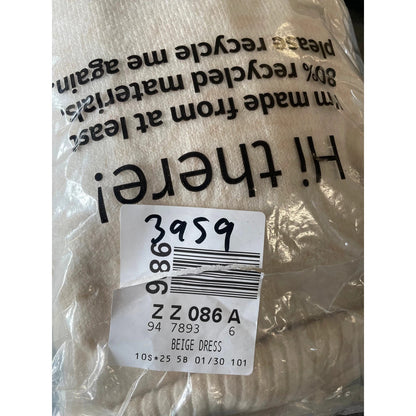 Hi there!
I'm made from at least
80% recycled materials,
please recycle me again.
3959
986
Z Z 086 A
94 7893 6
BEIGE DRESS
10S*25 5B 01/30 101